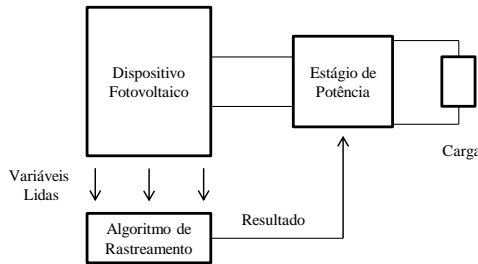 Dispositivo
Fotovoltaico
Estágio de
Potência
Carga
Variáveis
Lidas
Algoritmo de
Rastreamento
Resultado